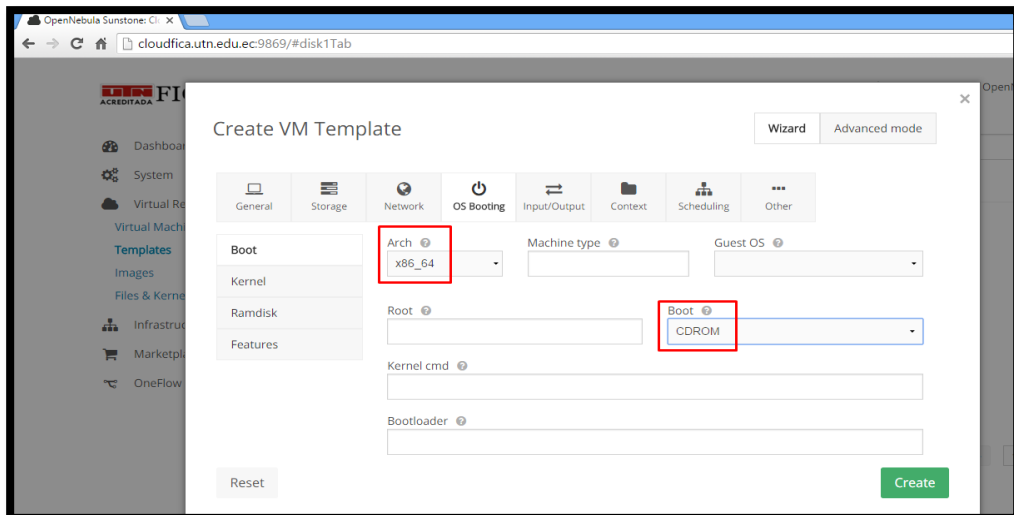 OpenNebula Sunstone: Cl
cloudfica.utn.edu.ec:9869/#disk1Tab
UTN FI
ACREDITADA
OpenN
Create VM Template
Wizard Advanced mode
Dashboar
System
Virtual Re
Virtual Machi
Templates
Images
Files & Kerne
Infrastruc
Marketpla
OneFlow
General Storage Network OS Booting Input/Output Context Scheduling Other
Boot
Kernel
Ramdisk
Features
Arch Machine type Guest OS
x86_64
Root Boot
CDROM
Kernel cmd
Bootloader
Reset Create